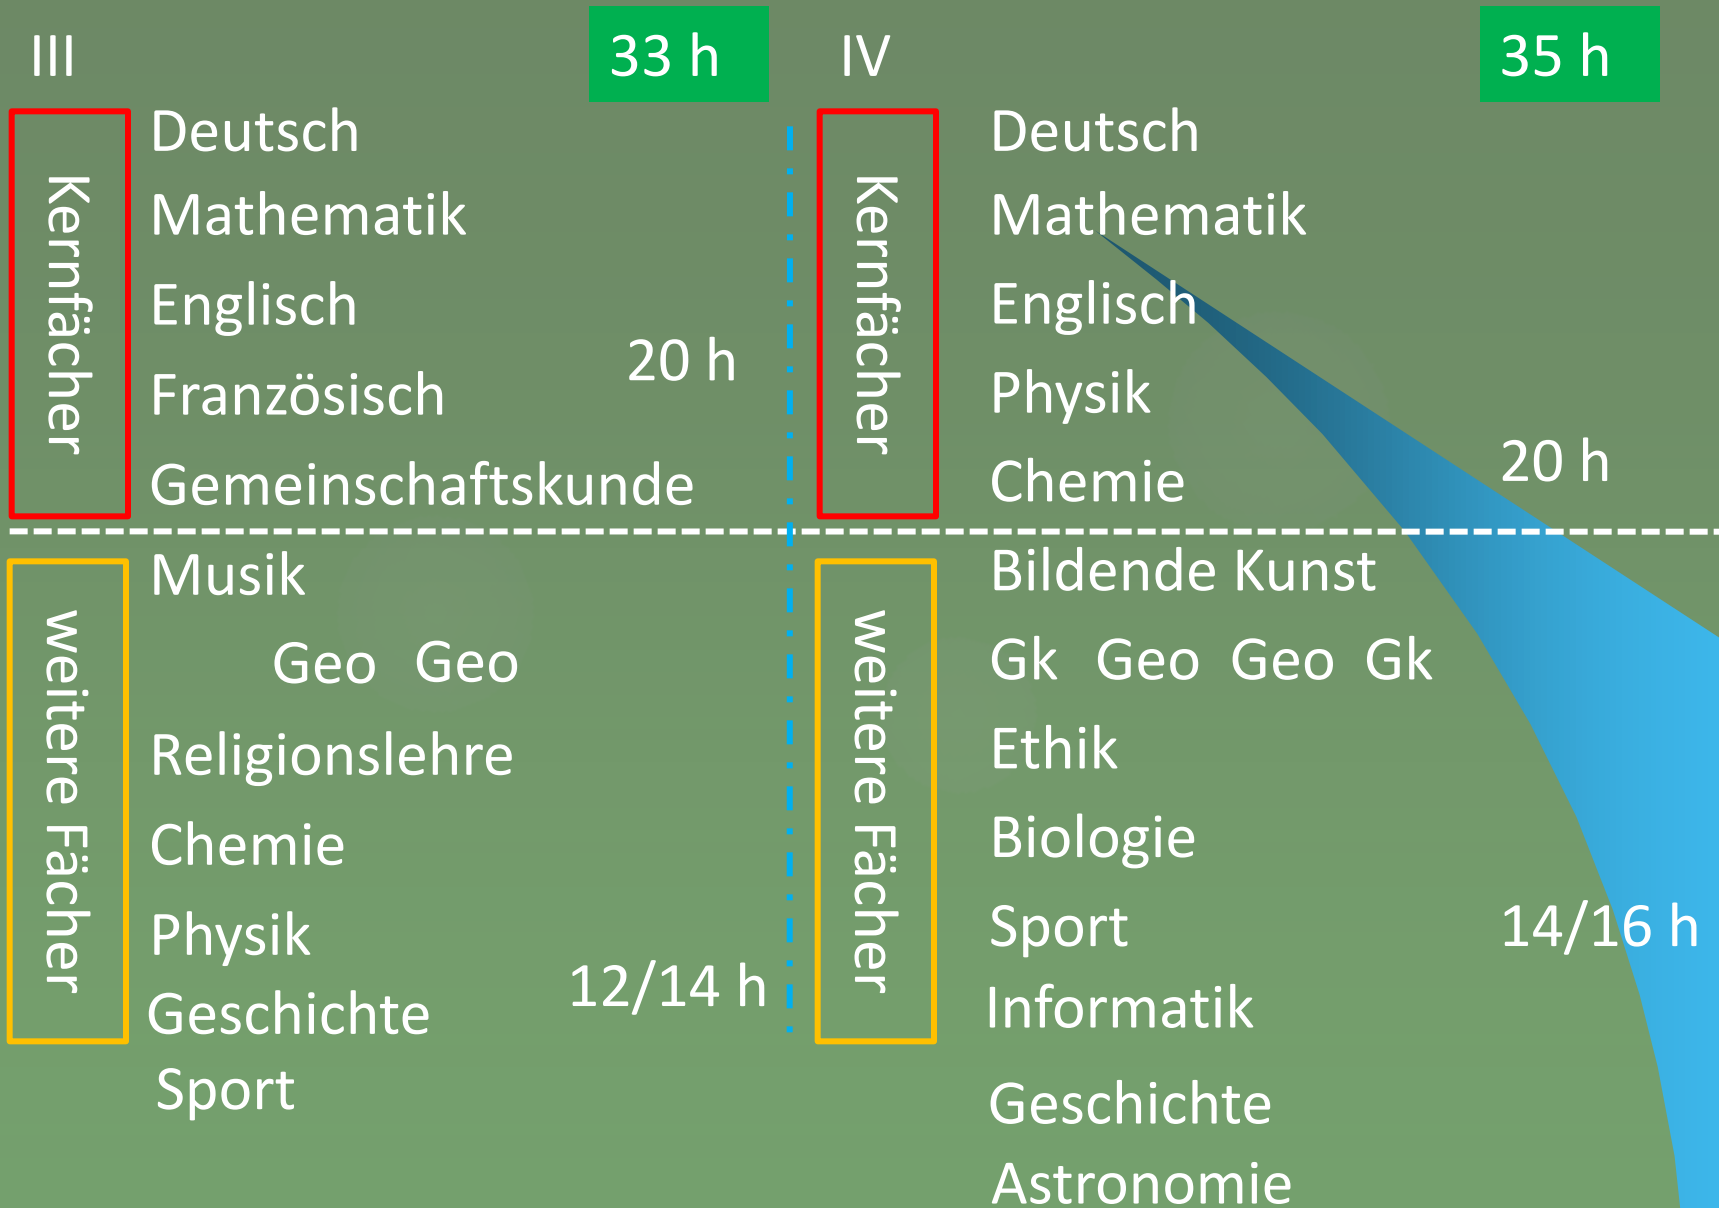 III
33 h
Kernfächer
Deutsch
Mathematik
Englisch
Französisch
Gemeinschaftskunde
20 h
weitere Fächer
Musik
Geo Geo
Religionslehre
Chemie
Physik
Geschichte
Sport
12/14 h
IV
35 h
Kernfächer
Deutsch
Mathematik
Englisch
Physik
Chemie
20 h
weitere Fächer
Bildende Kunst
Gk Geo Geo Gk
Ethik
Biologie
Sport
Informatik
Geschichte
Astronomie
14/16 h